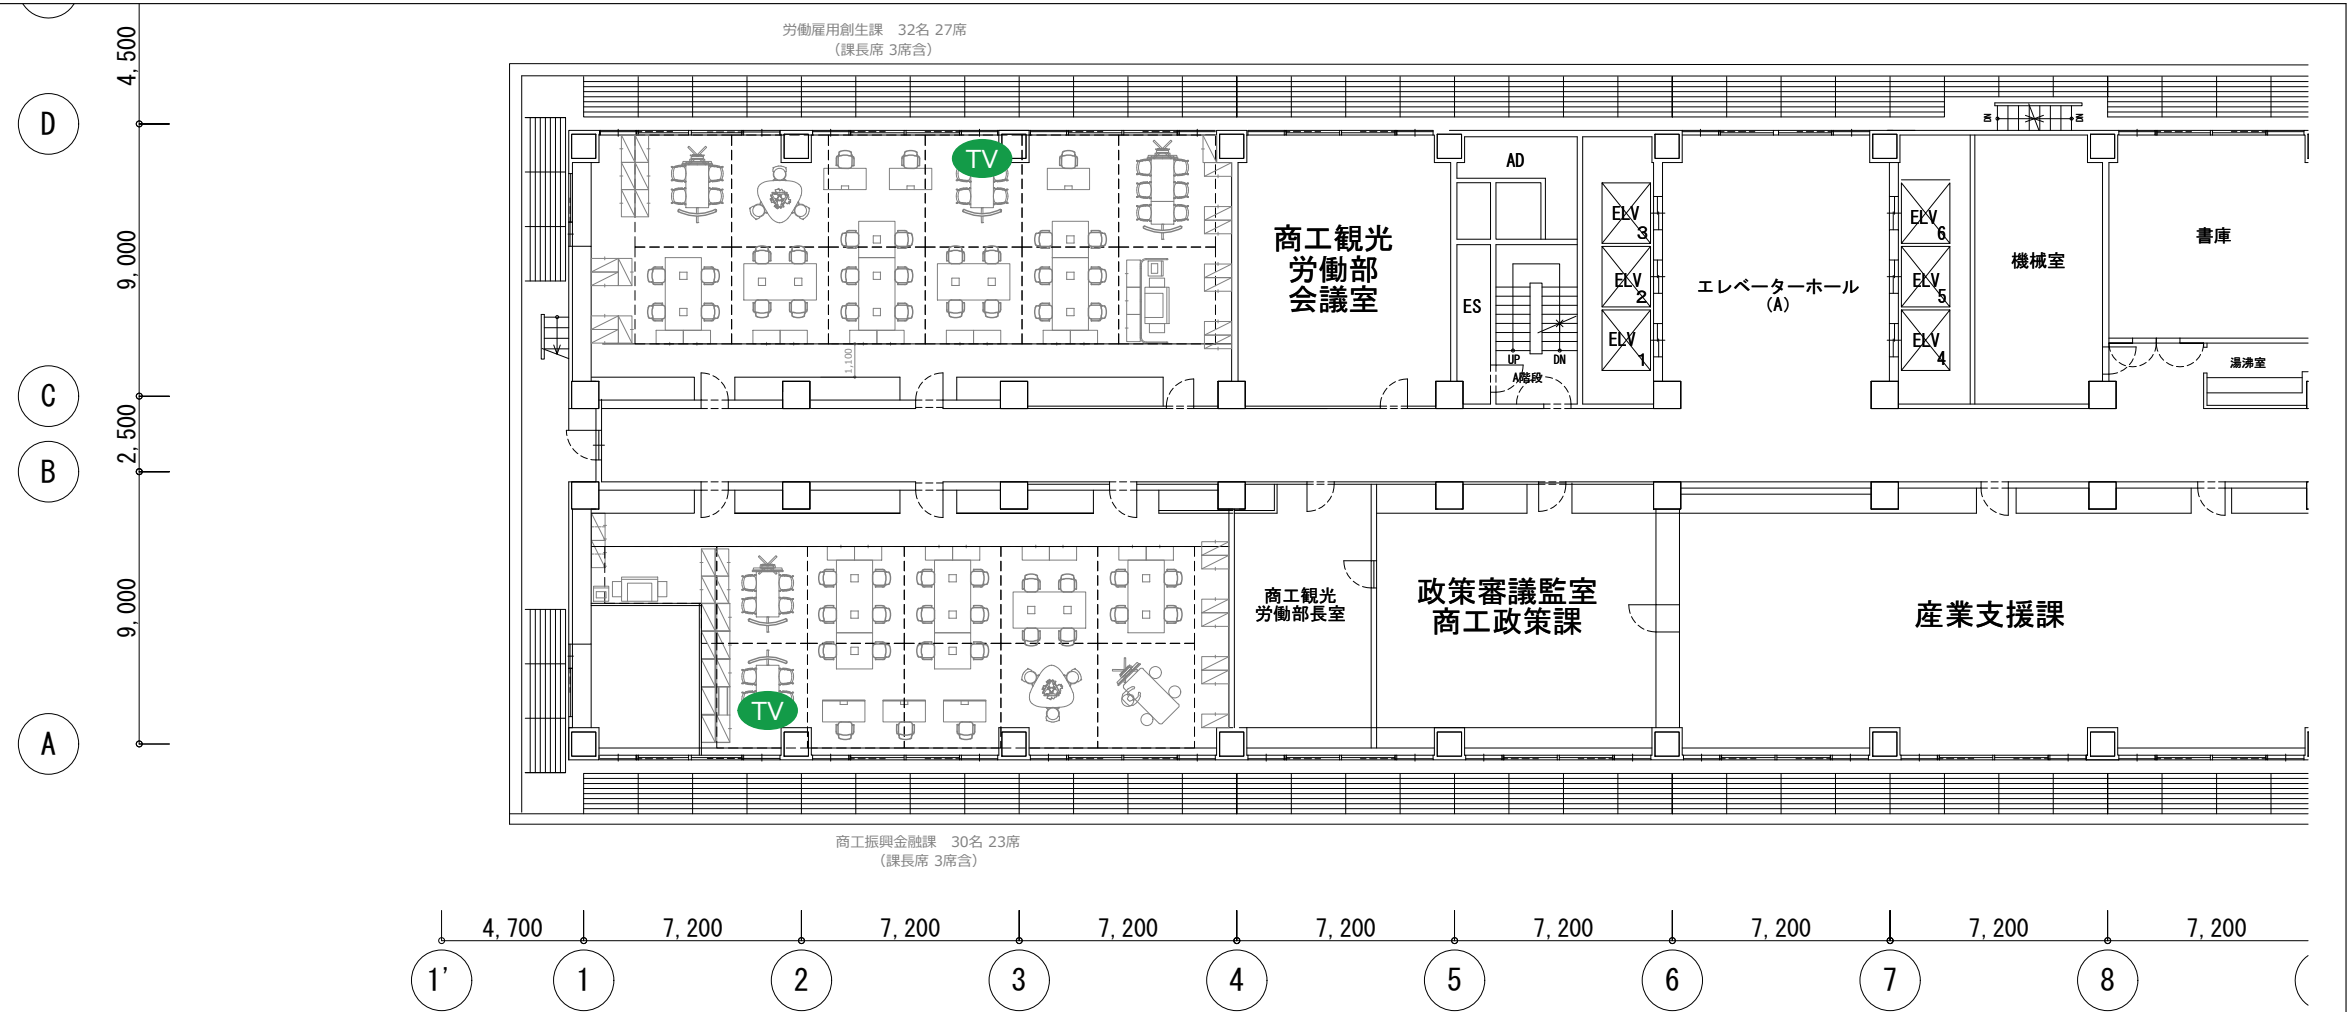 労働雇用創生課　32名 27席
（課長席 3席含）
4,500
D
9,000
C
2,500
B
9,000
A
TV
商工観光
労働部
会議室
AD
ES
UP
DN
A階段
ELV
3
ELV
2
ELV
1
エレベーターホール
(A)
ELV
6
ELV
5
ELV
4
機械室
DN
DN
書庫
湯沸室
1,100
TV
商工観光
労働部長室
政策審議監室
商工政策課
産業支援課
商工振興金融課　30名 23席
（課長席 3席含）
4,700
7,200
7,200
7,200
7,200
7,200
7,200
7,200
7,200
1'
1
2
3
4
5
6
7
8